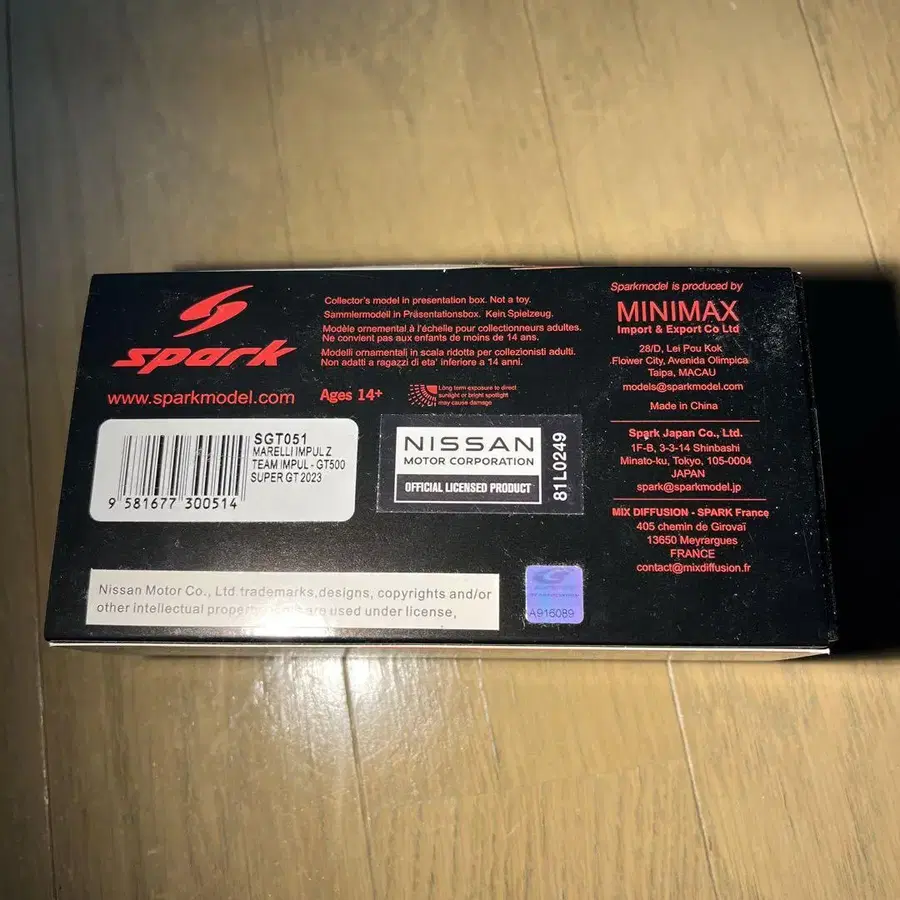 spark
www.sparkmodel.com
Collector's model in presentation box. Not a toy.
Sammlermodell in Präsentationsbox. Kein Spielzeug.
Modèle ornemental à l'échelle pour collectionneurs adultes.
Ne convient pas aux enfants de moins de 14 ans.
Modelli ornamentali in scala ridotta per collezionisti adulti.
Non adatti a ragazzi di eta' inferiore a 14 anni.
Ages 14+
Long term exposure to direct
sunlight or bright spotlight
may cause damage
SGT051
MARELLI IMPUL Z
TEAM IMPUL - GT500
SUPER GT 2023
9 581677 300514
NISSAN
MOTOR CORPORATION
OFFICIAL LICENSED PRODUCT
81L0249
Nissan Motor Co., Ltd trademarks,designs, copyrights and/or
other intellectual property are used under license,
A916089
Sparkmodel is produced by
MINIMAX
Import & Export Co Ltd
28/D, Lei Pou Kok
Flower City, Avenida Olimpica
Taipa, MACAU
models@sparkmodel.com
Made in China
Spark Japan Co., Ltd.
1F-B, 3-3-14 Shinbashi
Minato-ku, Tokyo, 105-0004
JAPAN
spark@sparkmodel.jp
MIX DIFFUSION - SPARK France
405 chemin de Girovaï
13650 Meyrargues
FRANCE
contact@mixdiffusion.fr